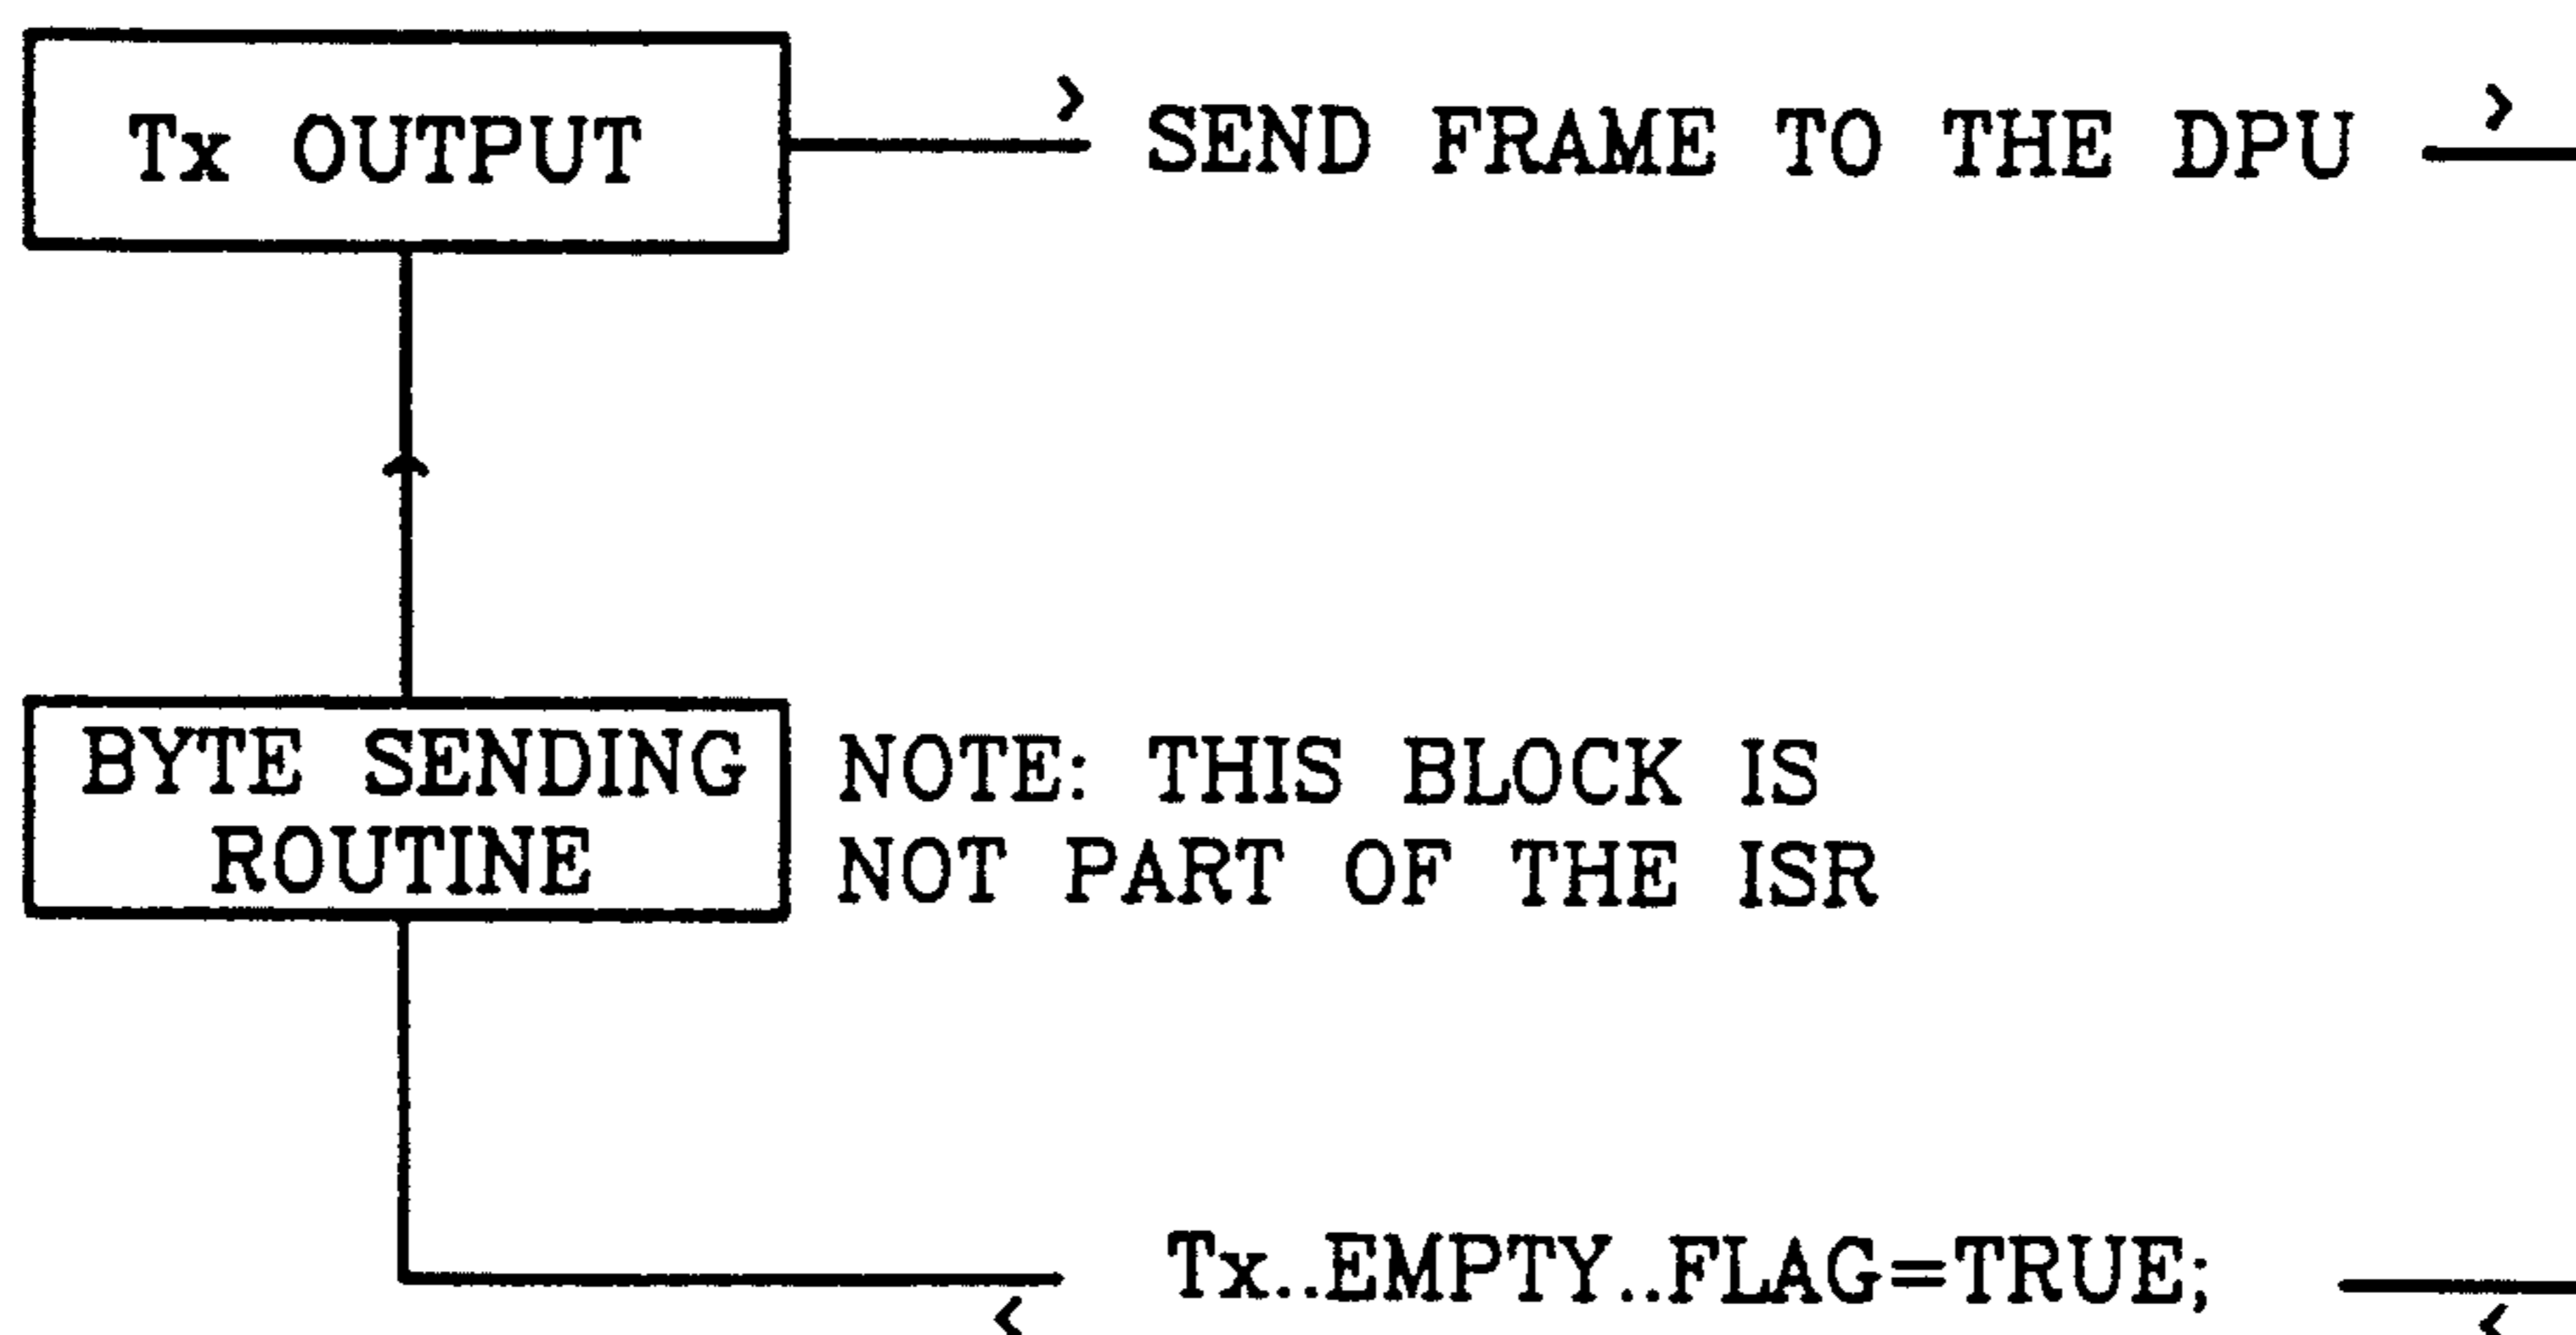 Tx OUTPUT
SEND FRAME TO THE DPU
BYTE SENDING
ROUTINE
NOTE: THIS BLOCK IS
NOT PART OF THE ISR
Tx..EMPTY..FLAG=TRUE;